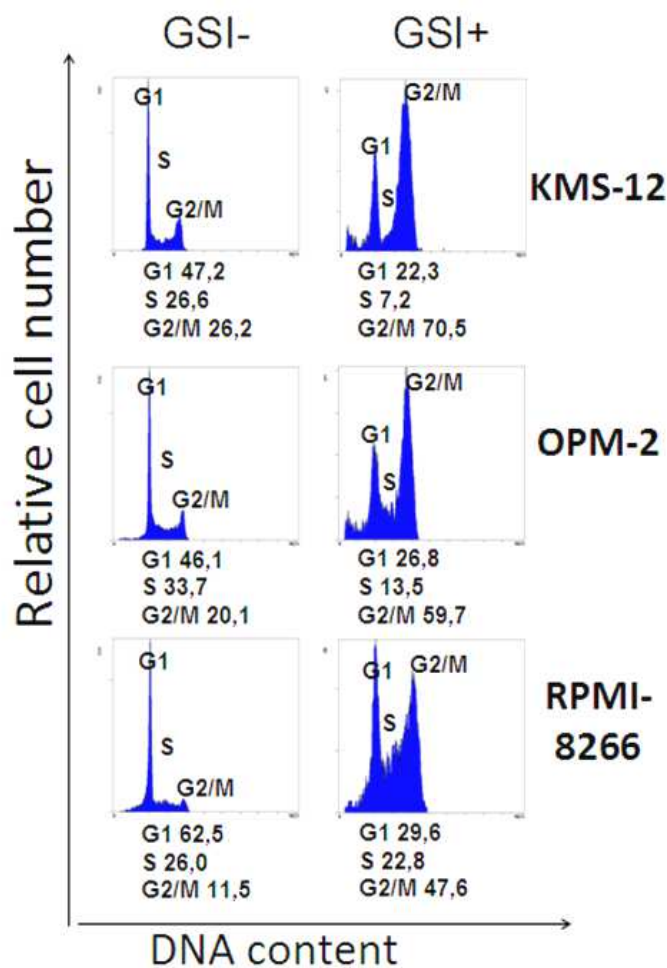 GSI-
GSI+
Relative cell number
G1
S
G2/M
G1 47,2
S 26,6
G2/M 26,2
G1
S
G2/M
G1 22,3
S 7,2
G2/M 70,5
KMS-12
G1
S
G2/M
G1 46,1
S 33,7
G2/M 20,1
G1
S
G2/M
G1 26,8
S 13,5
G2/M 59,7
OPM-2
G1
S
G2/M
G1 62,5
S 26,0
G2/M 11,5
G1
S
G2/M
G1 29,6
S 22,8
G2/M 47,6
RPMI-
8266
DNA content